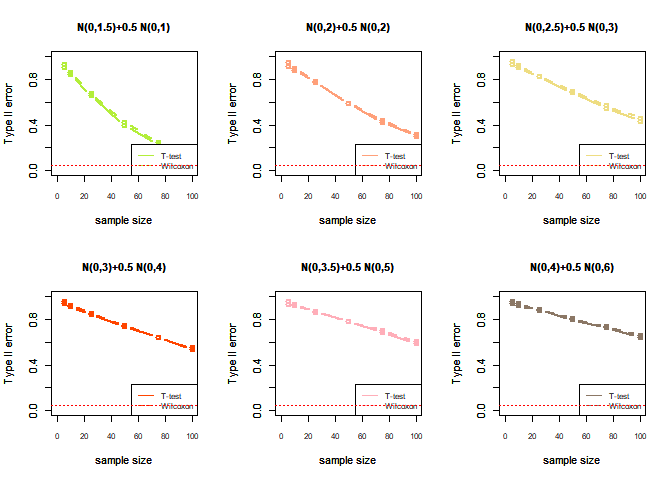 N(0,1.5)+0.5 N(0,1)
Type II error
0.8
0.4
0.0
T-test
Wilcoxon
0 20 40 60 80 100
sample size
N(0,2)+0.5 N(0,2)
Type II error
0.8
0.4
0.0
T-test
Wilcoxon
0 20 40 60 80 100
sample size
N(0,2.5)+0.5 N(0,3)
Type II error
0.8
0.4
0.0
T-test
Wilcoxon
0 20 40 60 80 100
sample size
N(0,3)+0.5 N(0,4)
Type II error
0.8
0.4
0.0
T-test
Wilcoxon
0 20 40 60 80 100
sample size
N(0,3.5)+0.5 N(0,5)
Type II error
0.8
0.4
0.0
T-test
Wilcoxon
0 20 40 60 80 100
sample size
N(0,4)+0.5 N(0,6)
Type II error
0.8
0.4
0.0
T-test
Wilcoxon
0 20 40 60 80 100
sample size